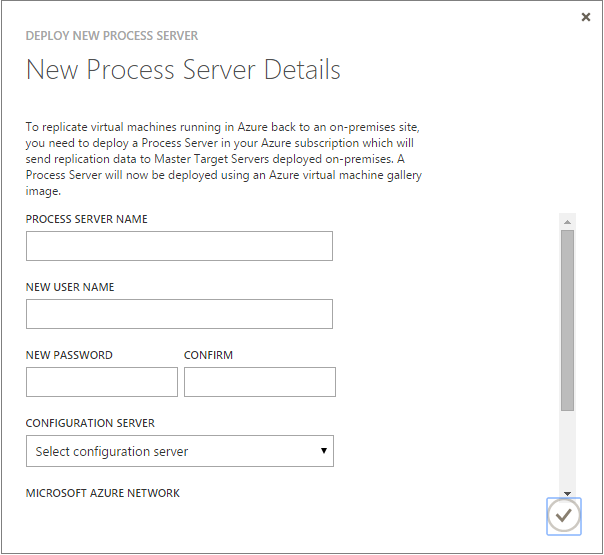 DEPLOY NEW PROCESS SERVER
New Process Server Details
To replicate virtual machines running in Azure back to an on-premises site,
you need to deploy a Process Server in your Azure subscription which will
send replication data to Master Target Servers deployed on-premises. A
Process Server will now be deployed using an Azure virtual machine gallery
image.
PROCESS SERVER NAME
NEW USER NAME
NEW PASSWORD CONFIRM
CONFIGURATION SERVER
Select configuration server
MICROSOFT AZURE NETWORK